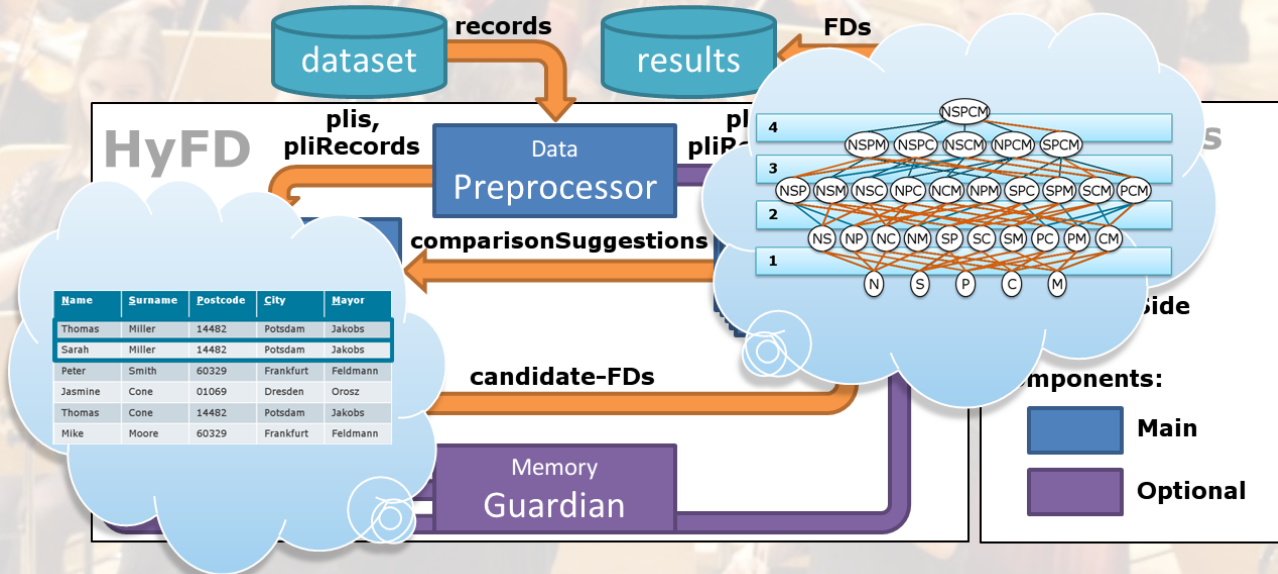 records
FDs
dataset
results
HyFD
plis,
pliRecords
Data
Preprocessor
comparisonSuggestions
candidate-FDs
Memory
Guardian
Name Surname Postcode City Mayor
Thomas Miller 14482 Potsdam Jakobs
Sarah Miller 14482 Potsdam Jakobs
Peter Smith 60329 Frankfurt Feldmann
Jasmine Cone 01069 Dresden Orosz
Thomas Cone 14482 Potsdam Jakobs
Mike Moore 60329 Frankfurt Feldmann
NSPCM
4
NSPM NSPC NSCM NPCM SPCM
3
NSP NSM NSC NPC NCM NPM SPC SPM SCM PCM
2
NS NP NC NM SP SC SM PC PM CM
1
N S P C M
Main
Optional